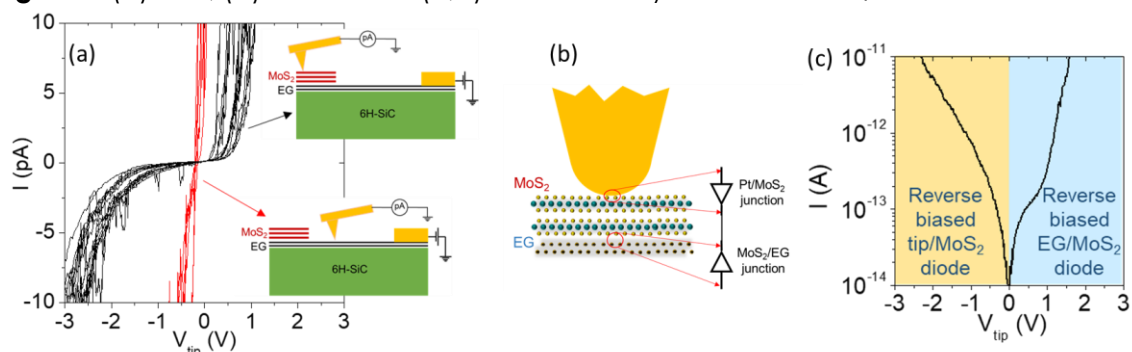 (a)
10
5
0
-5
-10
I (pA)
-3 -2 -1 0 1 2 3
V_tip (V)
pA
MoS₂
EG
6H-SiC
pA
MoS₂
EG
6H-SiC
(b)
MoS₂
EG
Pt/MoS₂
junction
MoS₂/EG
junction
(c)
10⁻¹¹
10⁻¹²
10⁻¹³
10⁻¹⁴
I (A)
Reverse
biased
tip/MoS₂
diode
Reverse
biased
EG/MoS₂
diode
-3 -2 -1 0 1 2 3
V_tip (V)